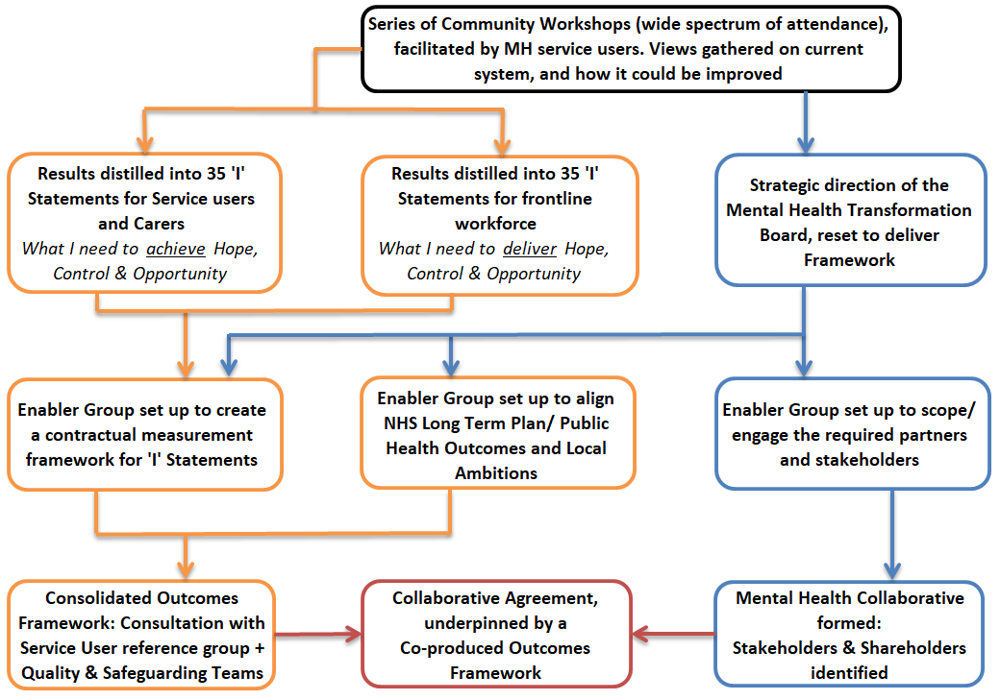 Series of Community Workshops (wide spectrum of attendance),
facilitated by MH service users. Views gathered on current
system, and how it could be improved
Results distilled into 35 'I'
Statements for Service users
and Carers
What I need to achieve Hope,
Control & Opportunity
Results distilled into 35 'I'
Statements for frontline
workforce
What I need to deliver Hope,
Control & Opportunity
Strategic direction of the
Mental Health Transformation
Board, reset to deliver
Framework
Enabler Group set up to create
a contractual measurement
framework for 'I' Statements
Enabler Group set up to align
NHS Long Term Plan/ Public
Health Outcomes and Local
Ambitions
Enabler Group set up to scope/
engage the required partners
and stakeholders
Consolidated Outcomes
Framework: Consultation with
Service User reference group +
Quality & Safeguarding Teams
Collaborative Agreement,
underpinned by a
Co-produced Outcomes
Framework
Mental Health Collaborative
formed:
Stakeholders & Shareholders
identified